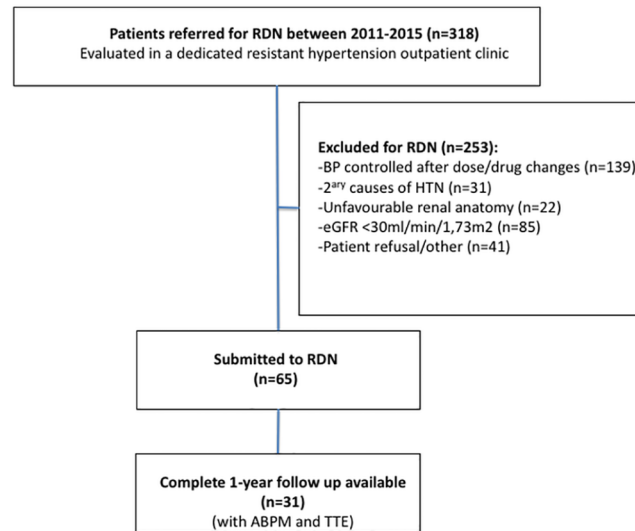 Patients referred for RDN between 2011-2015 (n=318)
Evaluated in a dedicated resistant hypertension outpatient clinic
Excluded for RDN (n=253):
-BP controlled after dose/drug changes (n=139)
-2ary causes of HTN (n=31)
-Unfavourable renal anatomy (n=22)
-eGFR <30ml/min/1,73m2 (n=85)
-Patient refusal/other (n=41)
Submitted to RDN
(n=65)
Complete 1-year follow up available
(n=31)
(with ABPM and TTE)